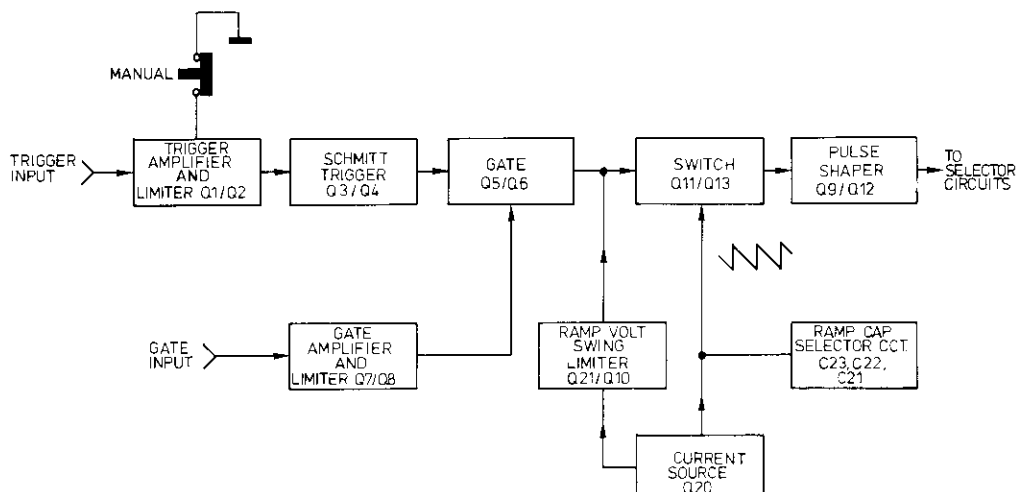 MANUAL
TRIGGER
INPUT
TRIGGER
AMPLIFIER
AND
LIMITER Q1/Q2
SCHMITT
TRIGGER
Q3/Q4
GATE
Q5/Q6
SWITCH
Q11/Q13
PULSE
SHAPER
Q9/Q12
TO
SELECTOR
CIRCUITS
GATE
INPUT
GATE
AMPLIFIER
AND
LIMITER Q7/Q8
RAMP VOLT
SWING
LIMITER
Q21/Q10
RAMP CAP
SELECTOR CCT.
C23,C22,
C21
CURRENT
SOURCE
Q20